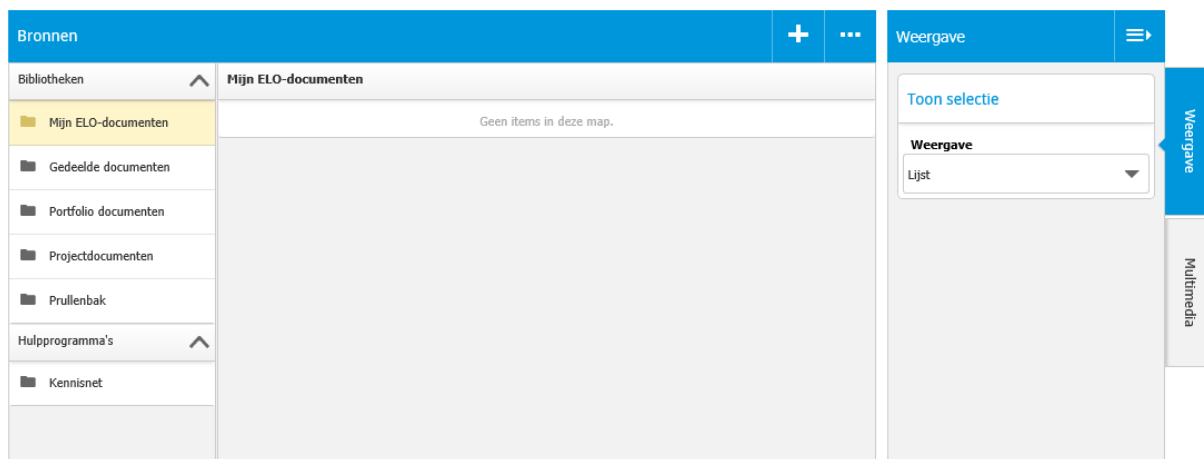 Bronnen
Bibliotheken
Mijn ELO-documenten
Gedeelde documenten
Portfolio documenten
Projectdocumenten
Prullenbak
Hulpprogramma's
Kennisnet
Mijn ELO-documenten
Geen items in deze map.
Weergave
Toon selectie
Weergave
Lijst
Weergave
Multimedia